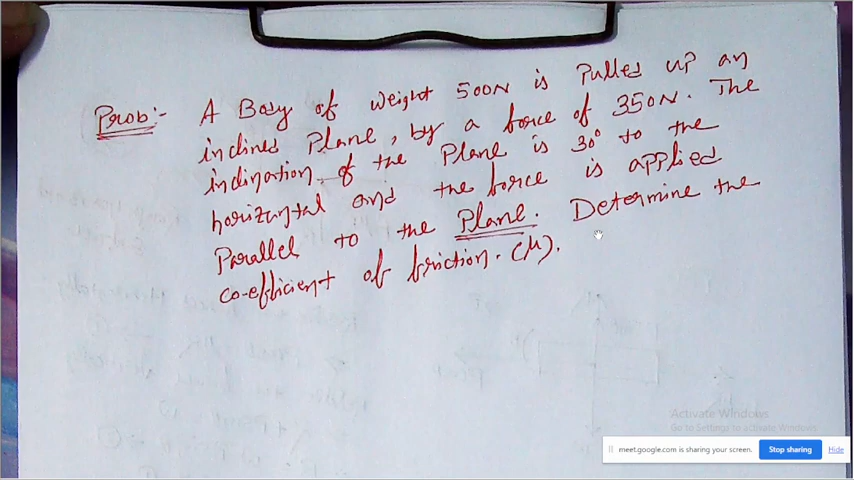 Prob:- A Body of weight 500N is Pulled up an
inclined Plane, by a force of 350N. The
inclination of the Plane is 30° to the
horizontal and the force is applied
Parallel to the Plane. Determine the
co-efficient of friction. (μ).
Activate Windows
Go to Settings to activate Windows.
meet.google.com is sharing your screen.
Stop sharing
Hide